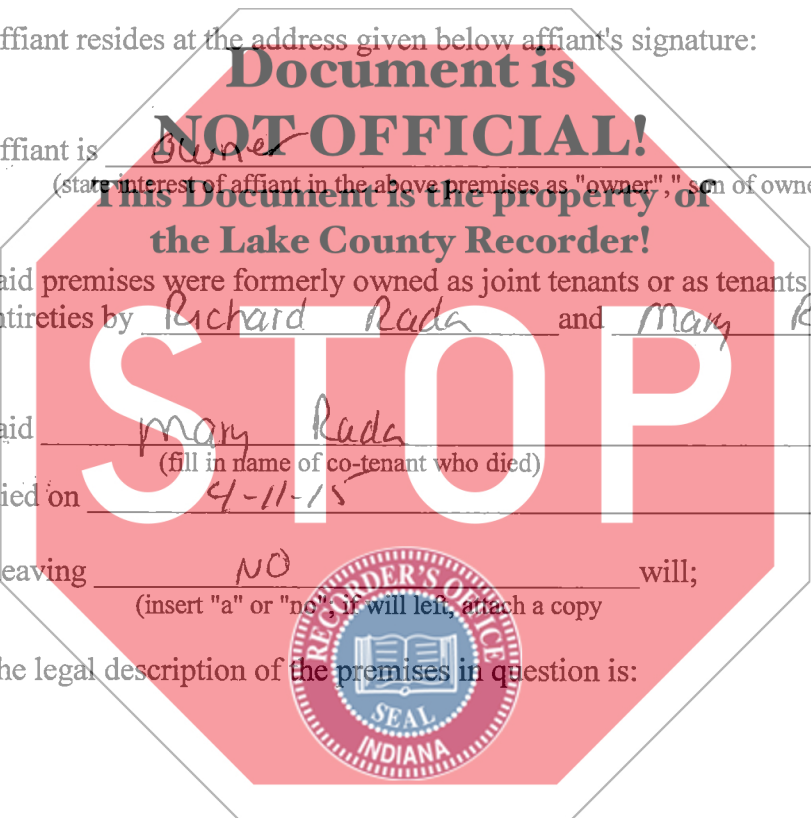 ffiant resides at the address given below affiant's signature:
Document is
NOT OFFICIAL!
ffiant is Owner
(state interest of affiant in the above premises as "owner"," son of owne
This Document is the property of
the Lake County Recorder!
aid premises were formerly owned as joint tenants or as tenants
ntireties by Richard Rada and Mary R
STOP
aid Mary Rada
(fill in name of co-tenant who died)
ied on 4-11-15
eaving NO will;
(insert "a" or "no", if will left, attach a copy
he legal description of the premises in question is:
RECORDER'S OFFICE
SEAL
INDIANA